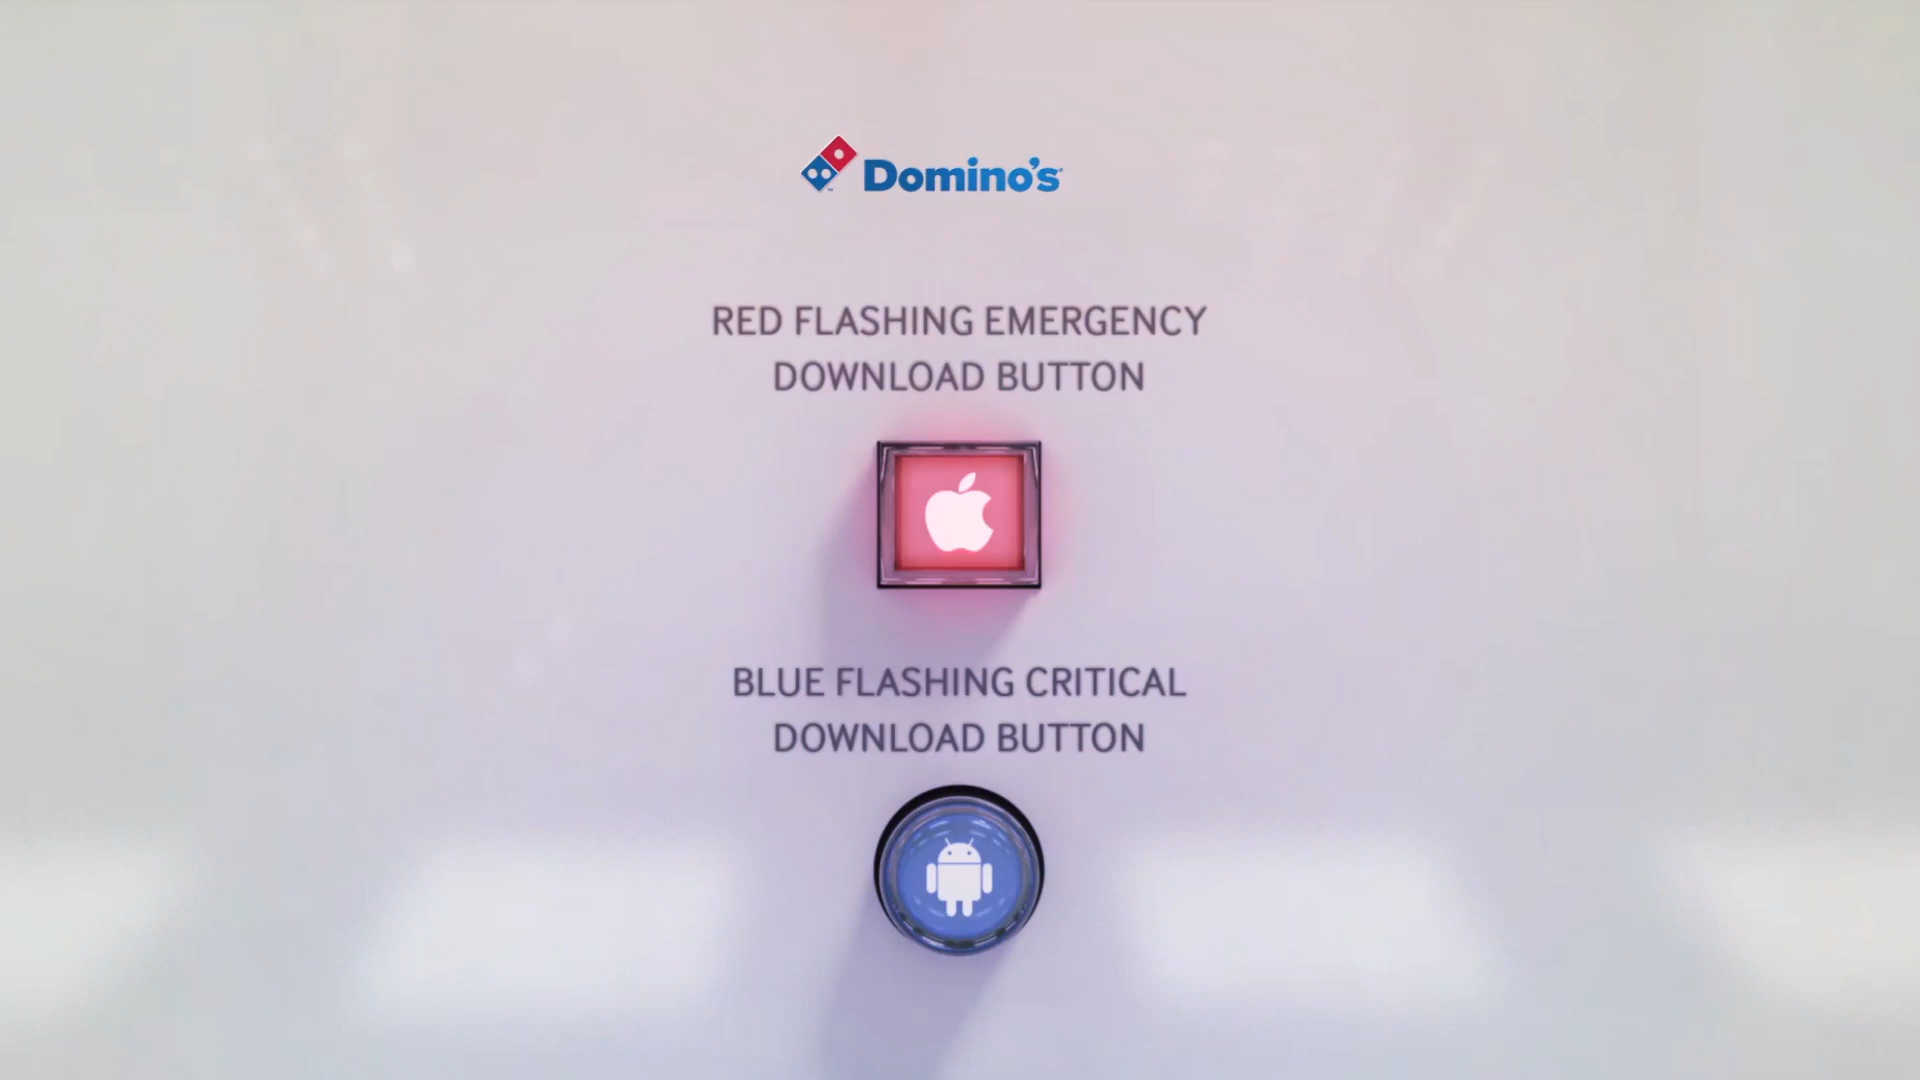 Domino's
RED FLASHING EMERGENCY
DOWNLOAD BUTTON
BLUE FLASHING CRITICAL
DOWNLOAD BUTTON